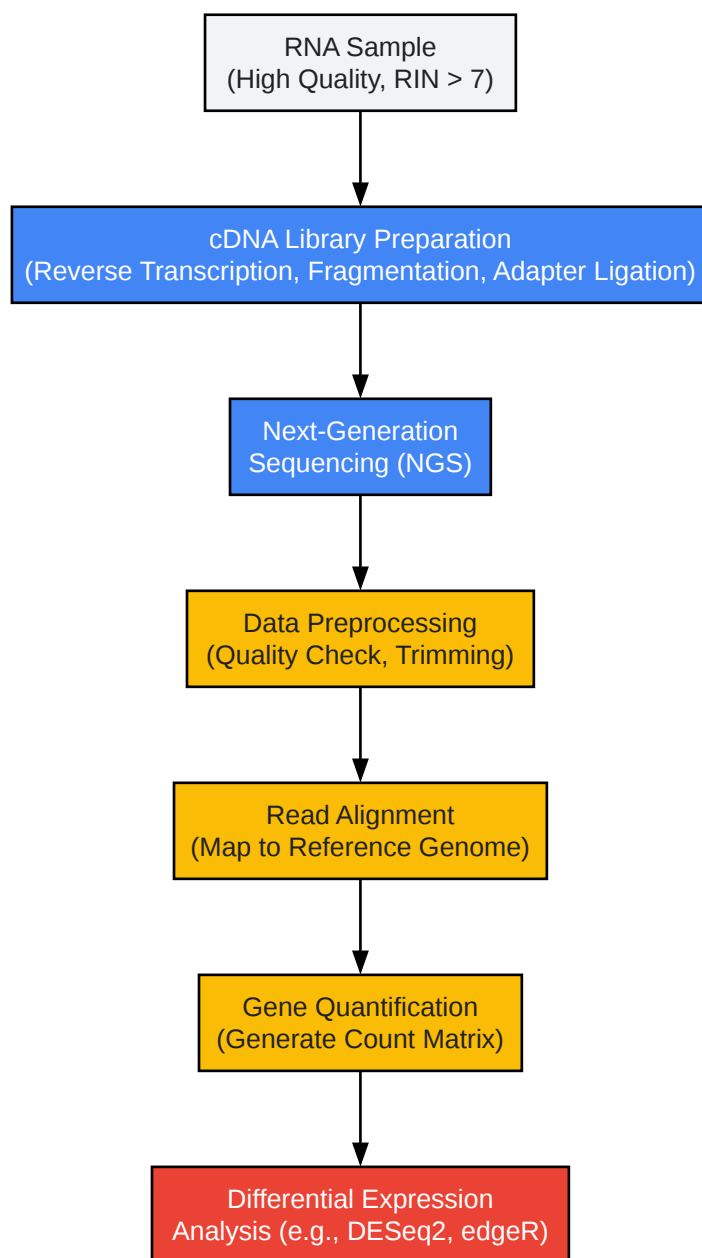 RNA Sample
(High Quality, RIN > 7)
cDNA Library Preparation
(Reverse Transcription, Fragmentation, Adapter Ligation)
Next-Generation
Sequencing (NGS)
Data Preprocessing
(Quality Check, Trimming)
Read Alignment
(Map to Reference Genome)
Gene Quantification
(Generate Count Matrix)
Differential Expression
Analysis (e.g., DESeq2, edgeR)